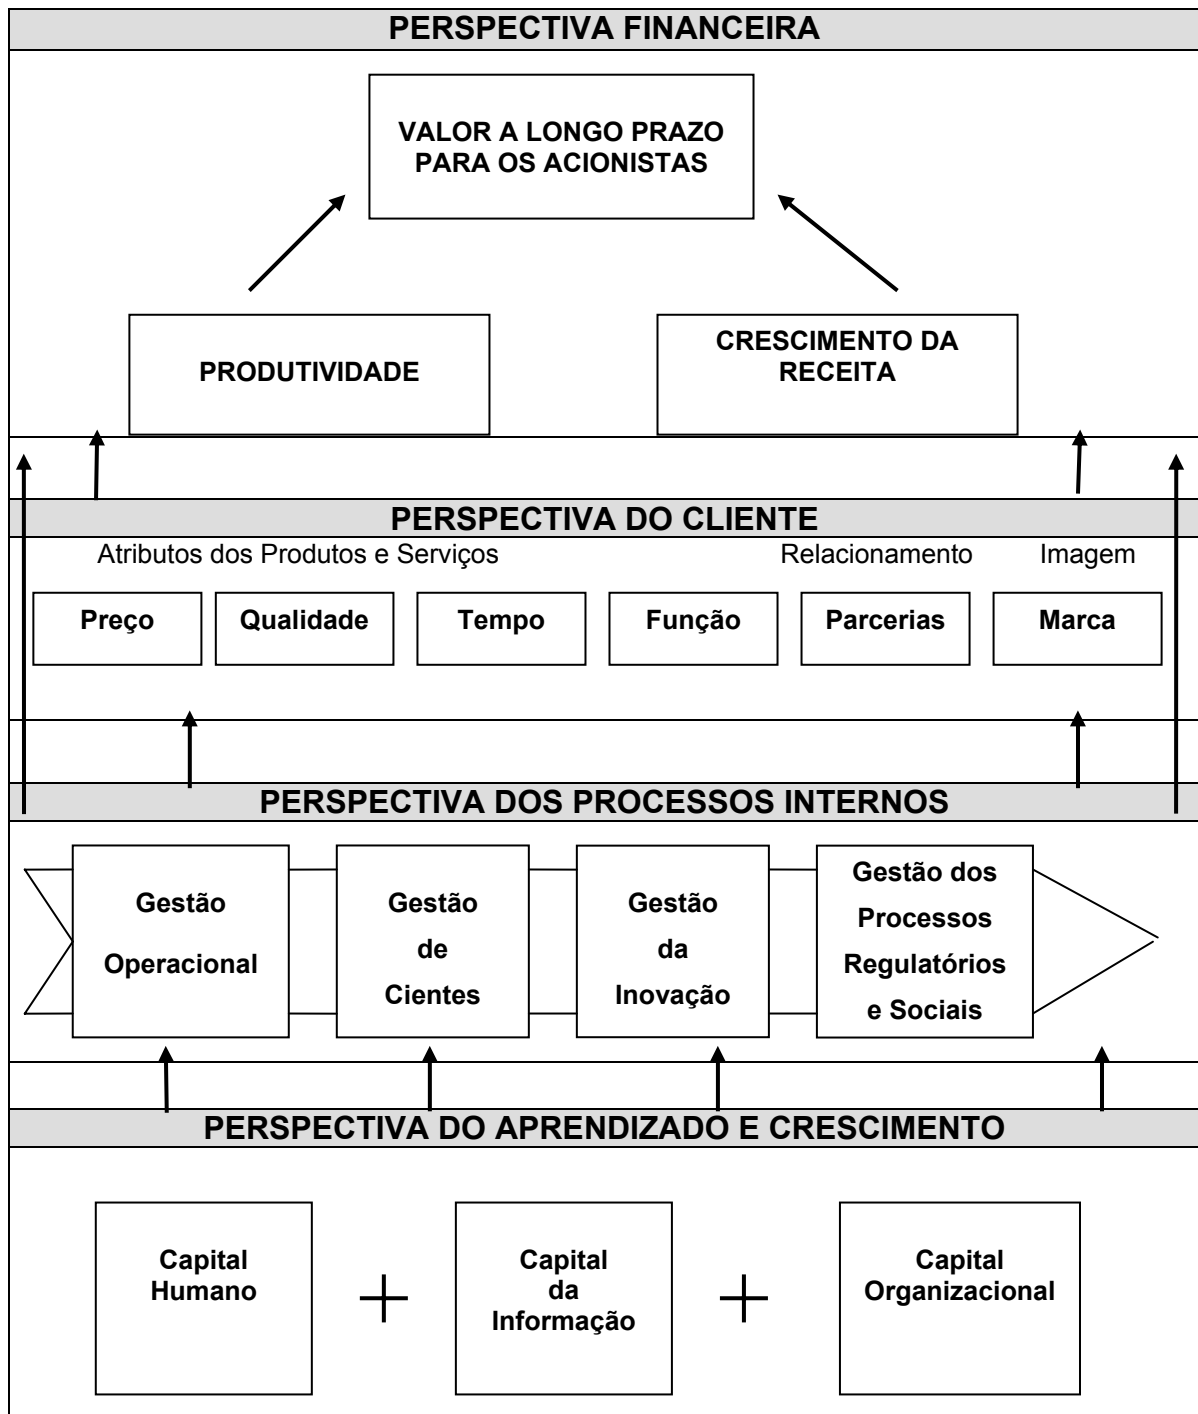 PERSPECTIVA FINANCEIRA
VALOR A LONGO PRAZO
PARA OS ACIONISTAS
PRODUTIVIDADE
CRESCIMENTO DA
RECEITA
PERSPECTIVA DO CLIENTE
Atributos dos Produtos e Serviços
Relacionamento
Imagem
Preço
Qualidade
Tempo
Função
Parcerias
Marca
PERSPECTIVA DOS PROCESSOS INTERNOS
Gestão
Operacional
Gestão
de
Cientes
Gestão
da
Inovação
Gestão dos
Processos
Regulatórios
e Sociais
PERSPECTIVA DO APRENDIZADO E CRESCIMENTO
Capital
Humano
Capital
da
Informação
Capital
Organizacional